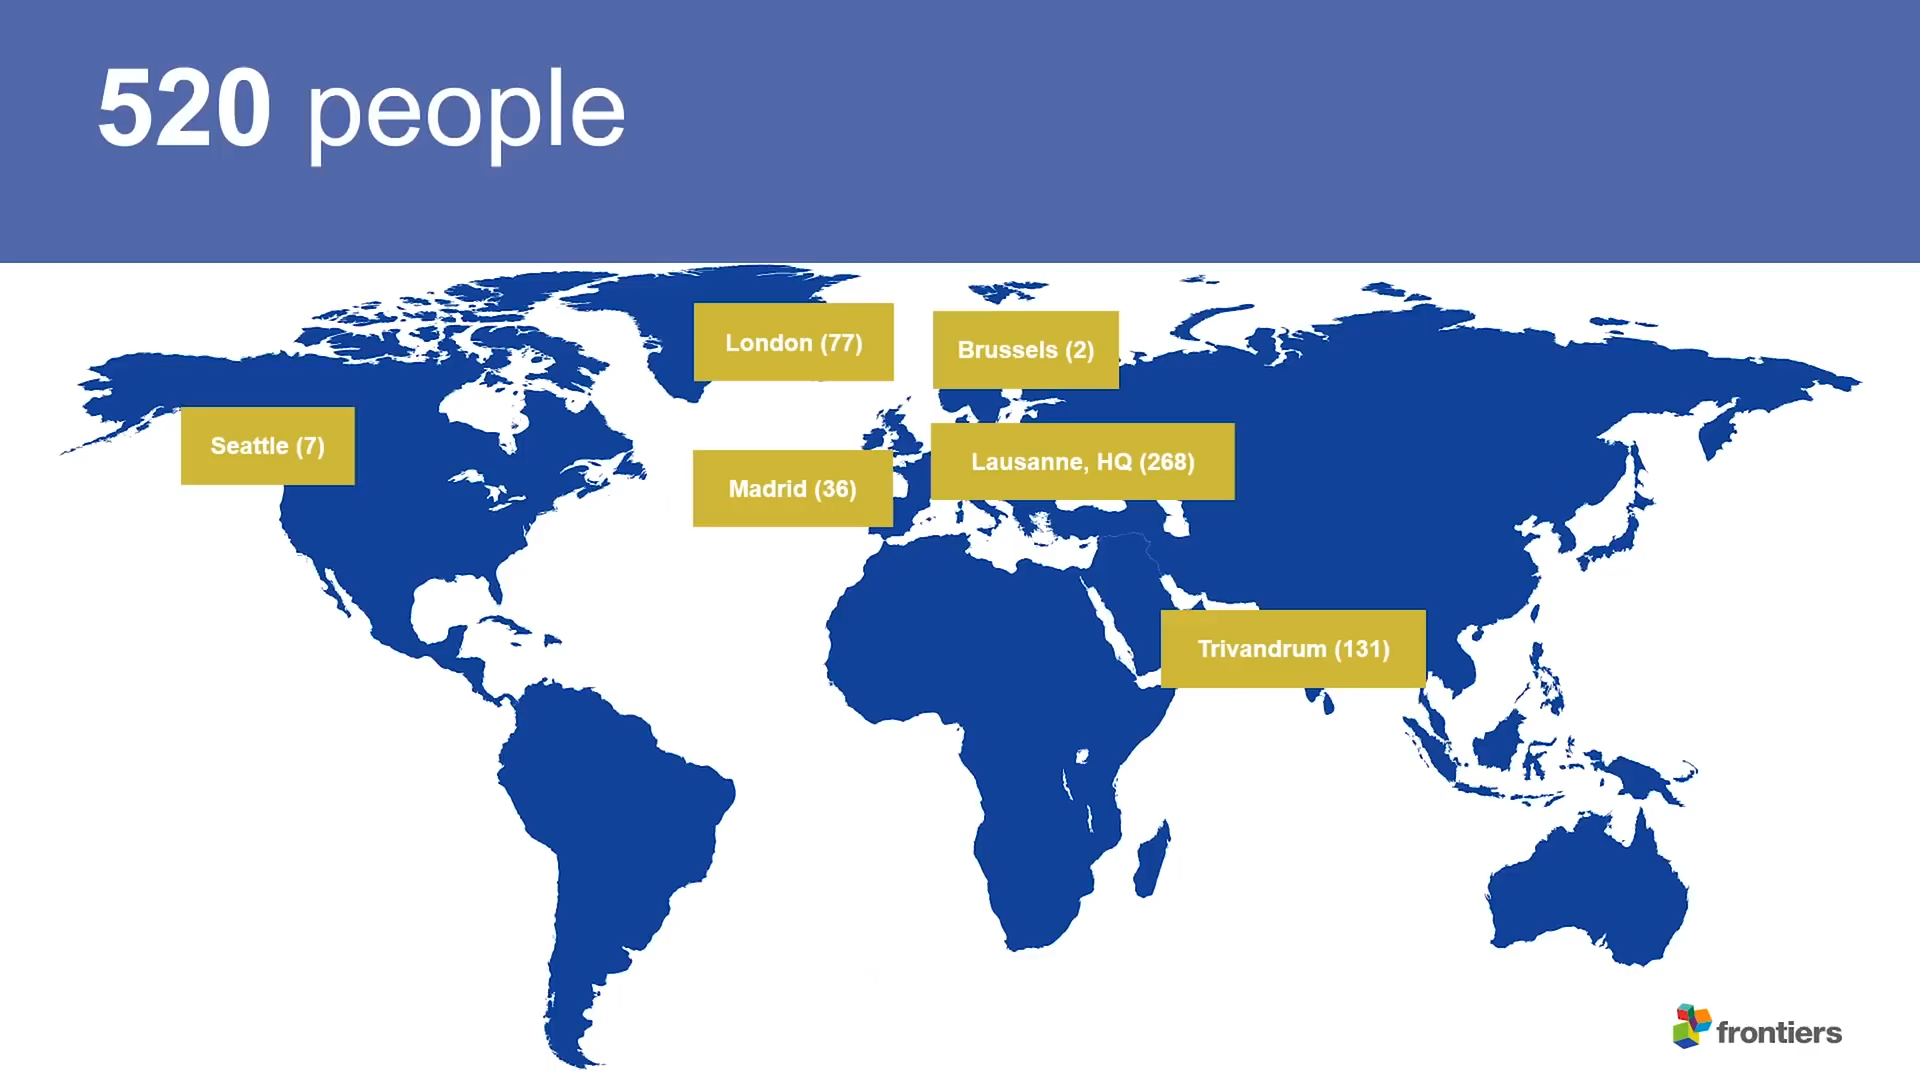 520 people
London (77)
Brussels (2)
Seattle (7)
Lausanne, HQ (268)
Madrid (36)
Trivandrum (131)
frontiers